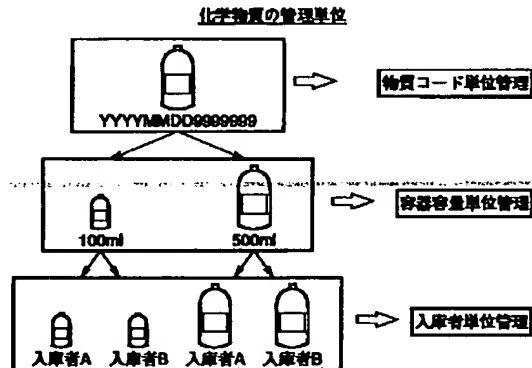 化学物質の管理単位
物質コード単位管理
YYYYMMDD9999999
容器容量単位管理
100ml 500ml
入庫者単位管理
入庫者A 入庫者B 入庫者A 入庫者B